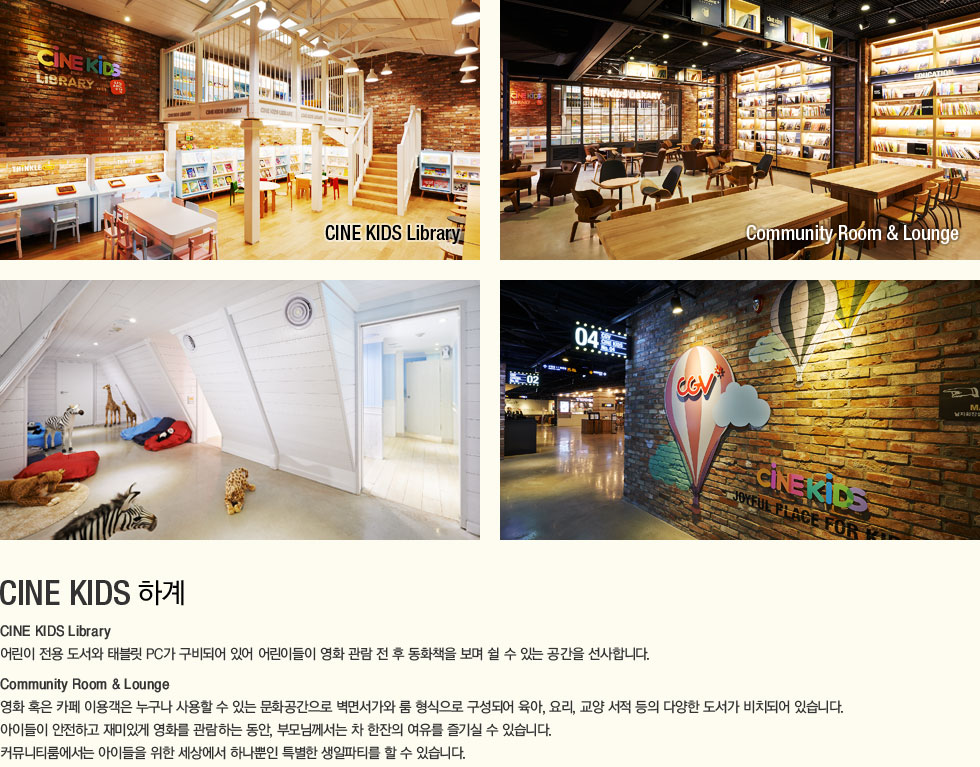 CINE KiDS
LIBRARY
CINE KIDS LIBRARY
TWINKLE
CINE KIDS Library
CINE KIDS
LIBRARY
CINE KIDS LIBRARY
EDUCATION
Community Room & Lounge
04
CINE KIDS
02
CGV
CiNEKiDS
JOYFUL PLACE FOR KI
CINE KIDS 하계
CINE KIDS Library
어린이 전용 도서와 태블릿 PC가 구비되어 있어 어린이들이 영화 관람 전 후 동화책을 보며 쉴 수 있는 공간을 선사합니다.
Community Room & Lounge
영화 혹은 카페 이용객은 누구나 사용할 수 있는 문화공간으로 벽면서가와 룸 형식으로 구성되어 육아, 요리, 교양 서적 등의 다양한 도서가 비치되어 있습니다.
아이들이 안전하고 재미있게 영화를 관람하는 동안, 부모님께서는 차 한잔의 여유를 즐기실 수 있습니다.
커뮤니티룸에서는 아이들을 위한 세상에서 하나뿐인 특별한 생일파티를 할 수 있습니다.